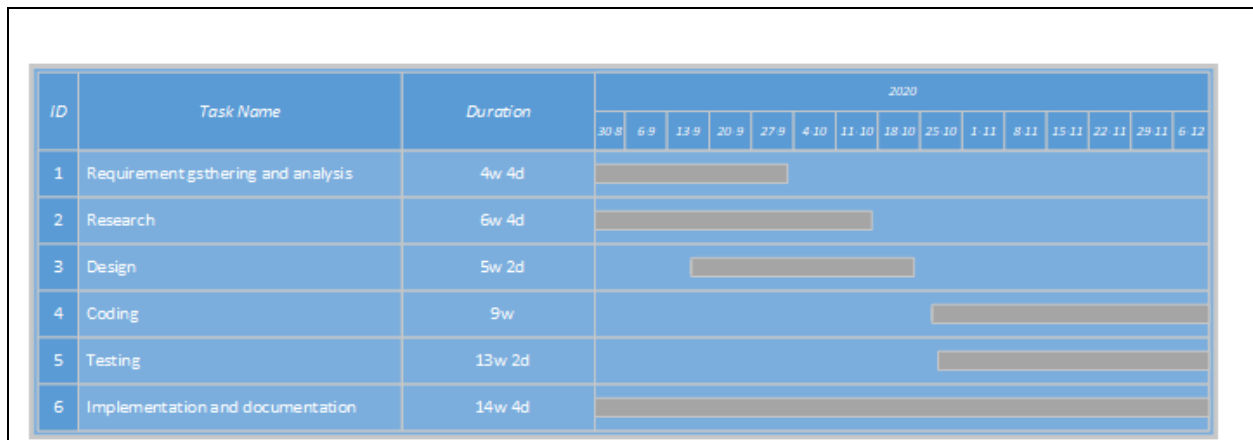 2020
ID Task Name Duration
30-8 6-9 13-9 20-9 27-9 4-10 11-10 18-10 25-10 1-11 8-11 15-11 22-11 29-11 6-12
1 Requirement gsthering and analysis 4w 4d
2 Research 6w 4d
3 Design 5w 2d
4 Coding 9w
5 Testing 13w 2d
6 Implementation and documentation 14w 4d